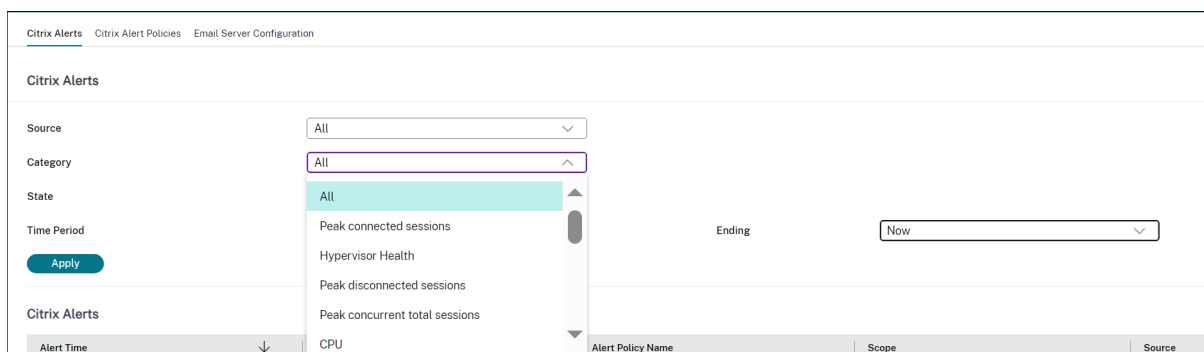 Citrix Alerts Citrix Alert Policies Email Server Configuration
Citrix Alerts
Source All
Category All
State All
Time Period Peak connected sessions Ending Now
Hypervisor Health
Apply
Peak disconnected sessions
Citrix Alerts Peak concurrent total sessions
CPU
Alert Time Alert Policy Name Scope Source